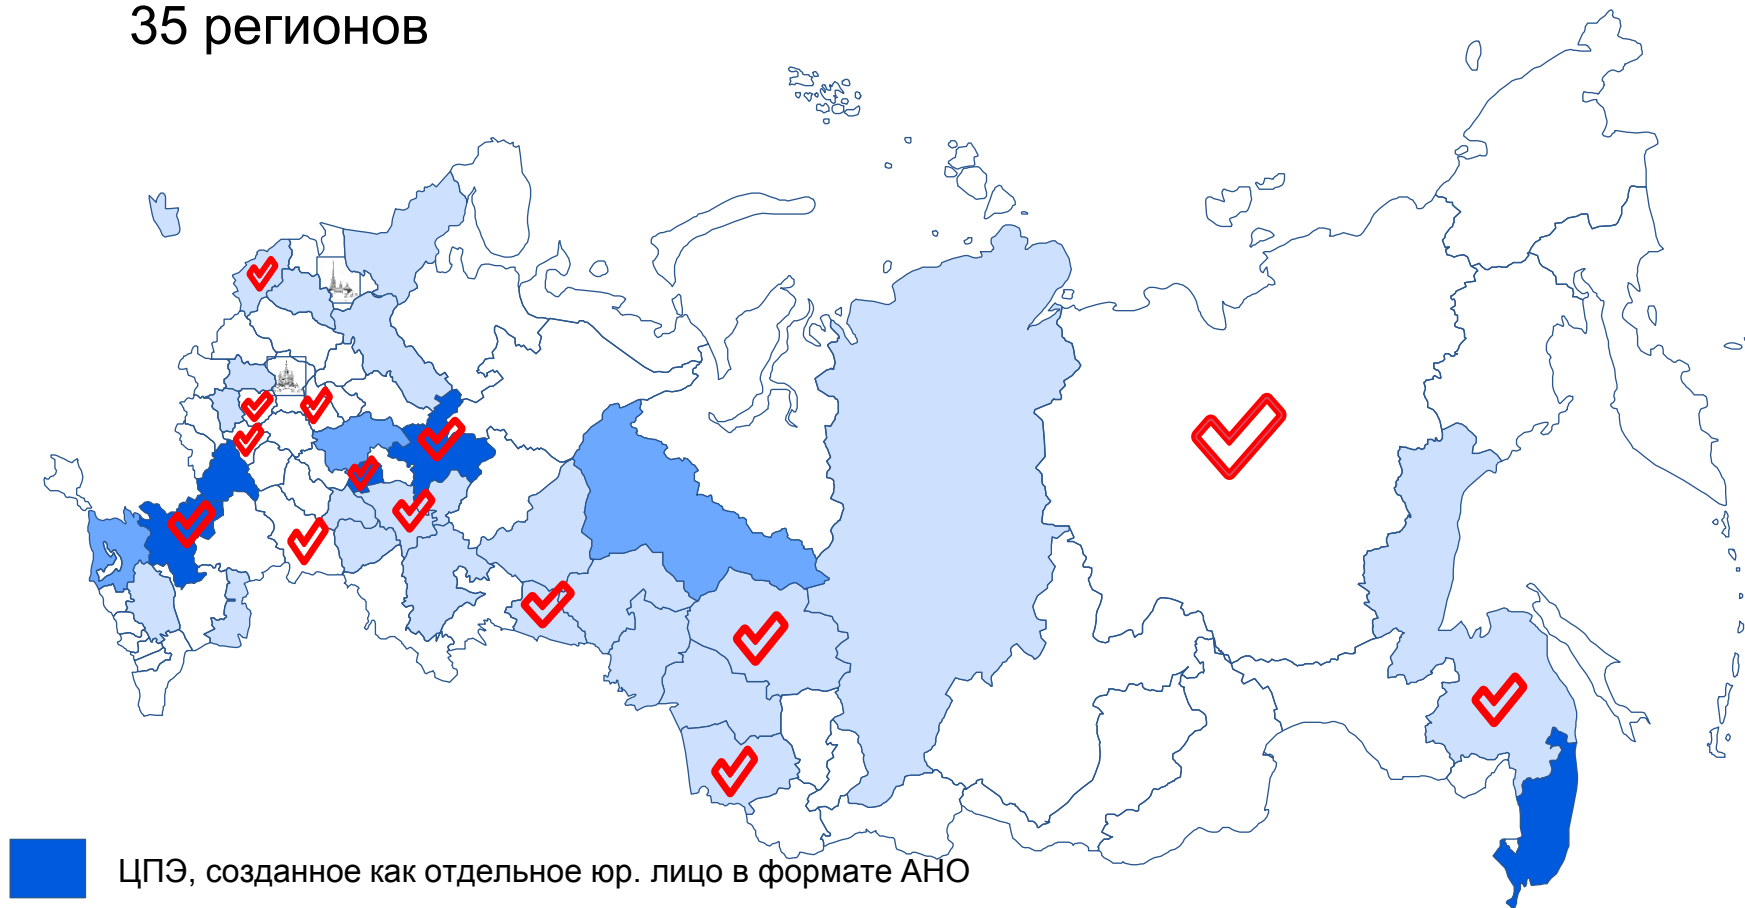 35 регионов
ЦПЭ, созданное как отдельное юр. лицо в формате АНО